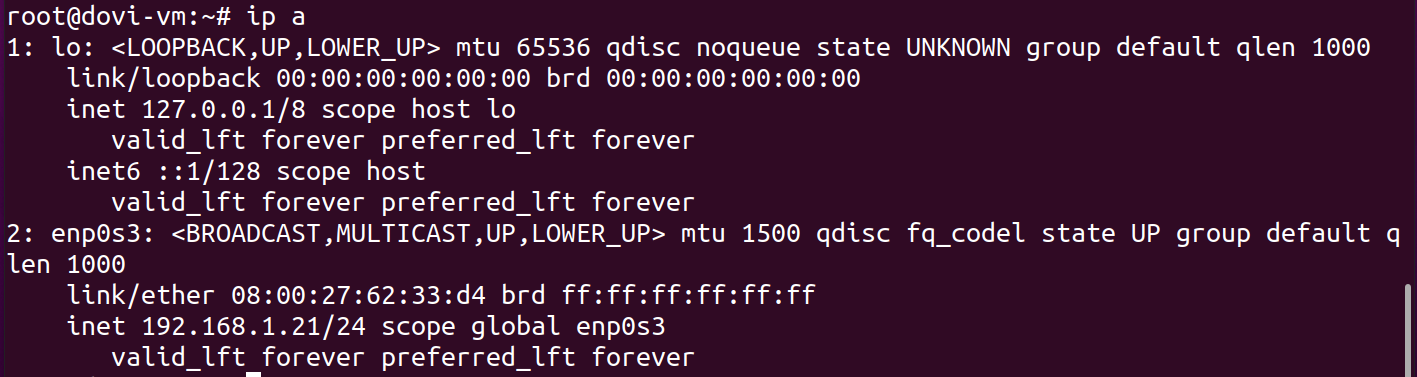 root@dovi-vm:~# ip a
1: lo: <LOOPBACK,UP,LOWER_UP> mtu 65536 qdisc noqueue state UNKNOWN group default qlen 1000
    link/loopback 00:00:00:00:00:00 brd 00:00:00:00:00:00
    inet 127.0.0.1/8 scope host lo
       valid_lft forever preferred_lft forever
    inet6 ::1/128 scope host
       valid_lft forever preferred_lft forever
2: enp0s3: <BROADCAST,MULTICAST,UP,LOWER_UP> mtu 1500 qdisc fq_codel state UP group default q
len 1000
    link/ether 08:00:27:62:33:d4 brd ff:ff:ff:ff:ff:ff
    inet 192.168.1.21/24 scope global enp0s3
       valid_lft forever preferred_lft forever